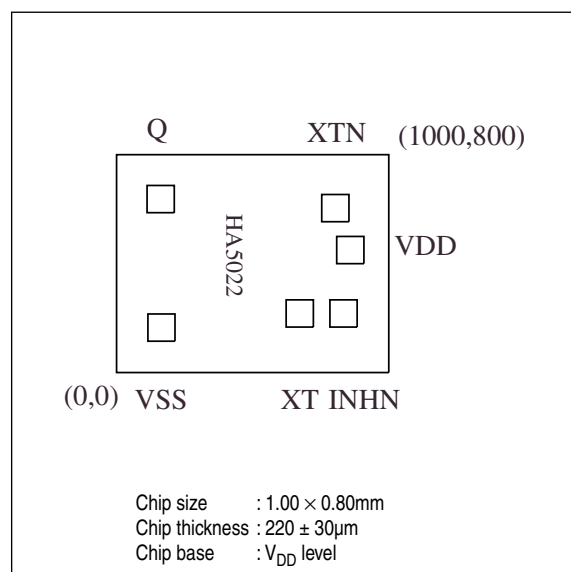 Q XTN (1000,800)
HA5022
VDD
(0,0) VSS XT INHN
Chip size : 1.00 × 0.80mm
Chip thickness : 220 ± 30µm
Chip base : VDD level